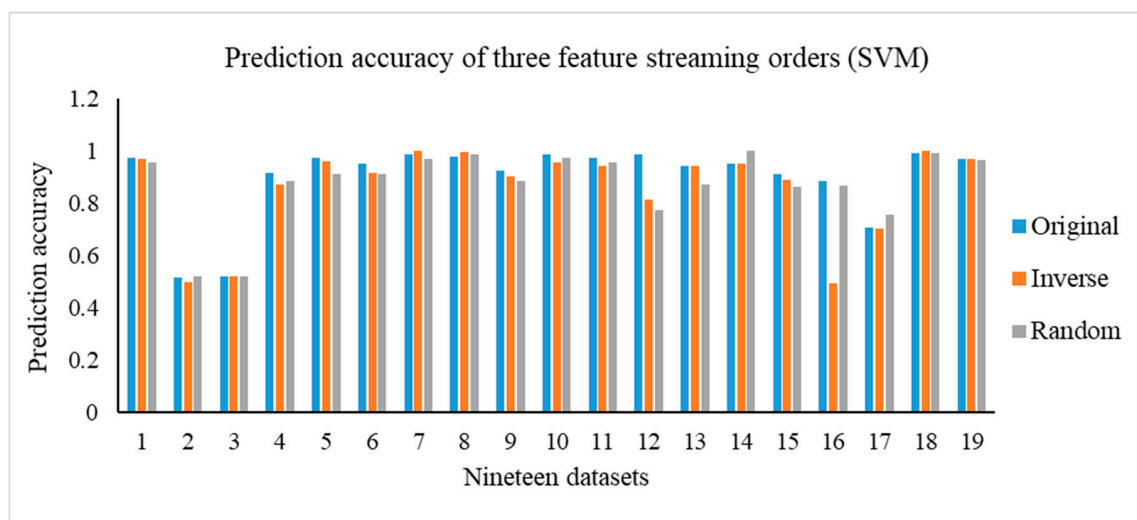 Prediction accuracy of three feature streaming orders (SVM)
Prediction accuracy
1.2
1
0.8
0.6
0.4
0.2
0
1 2 3 4 5 6 7 8 9 10 11 12 13 14 15 16 17 18 19
Nineteen datasets
Original
Inverse
Random